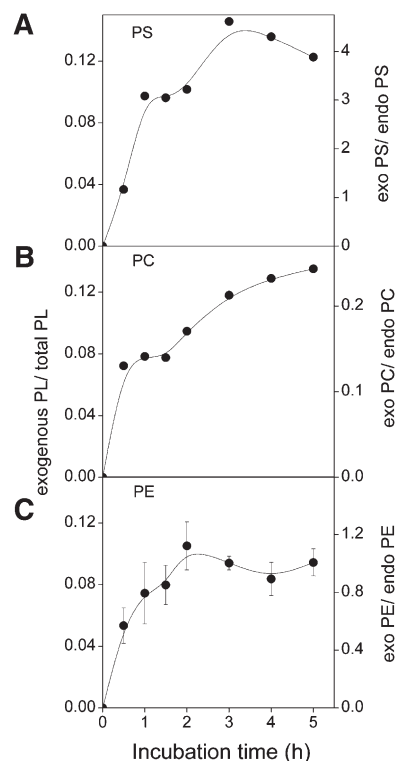 A
PS
0.12
0.08
0.04
0.00
4
3
2
1
0
exo PS/ endo PS
B
PC
0.12
0.08
0.04
0.00
0.2
0.1
0.0
exogenous PL/ total PL
exo PC/ endo PC
C
PE
0.12
0.08
0.04
0.00
1.2
0.8
0.4
0.0
exo PE/ endo PE
0 1 2 3 4 5
Incubation time (h)